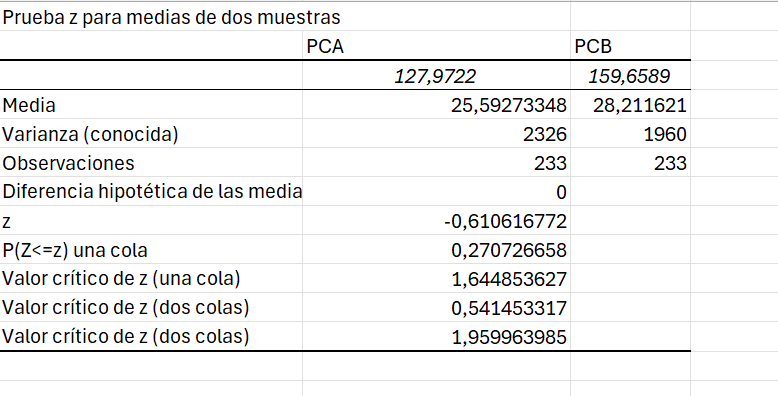 Prueba z para medias de dos muestras
PCA PCB
127,9722 159,6589
Media 25,59273348 28,211621
Varianza (conocida) 2326 1960
Observaciones 233 233
Diferencia hipotética de las media 0
z -0,610616772
P(Z<=z) una cola 0,270726658
Valor crítico de z (una cola) 1,644853627
Valor crítico de z (dos colas) 0,541453317
Valor crítico de z (dos colas) 1,959963985